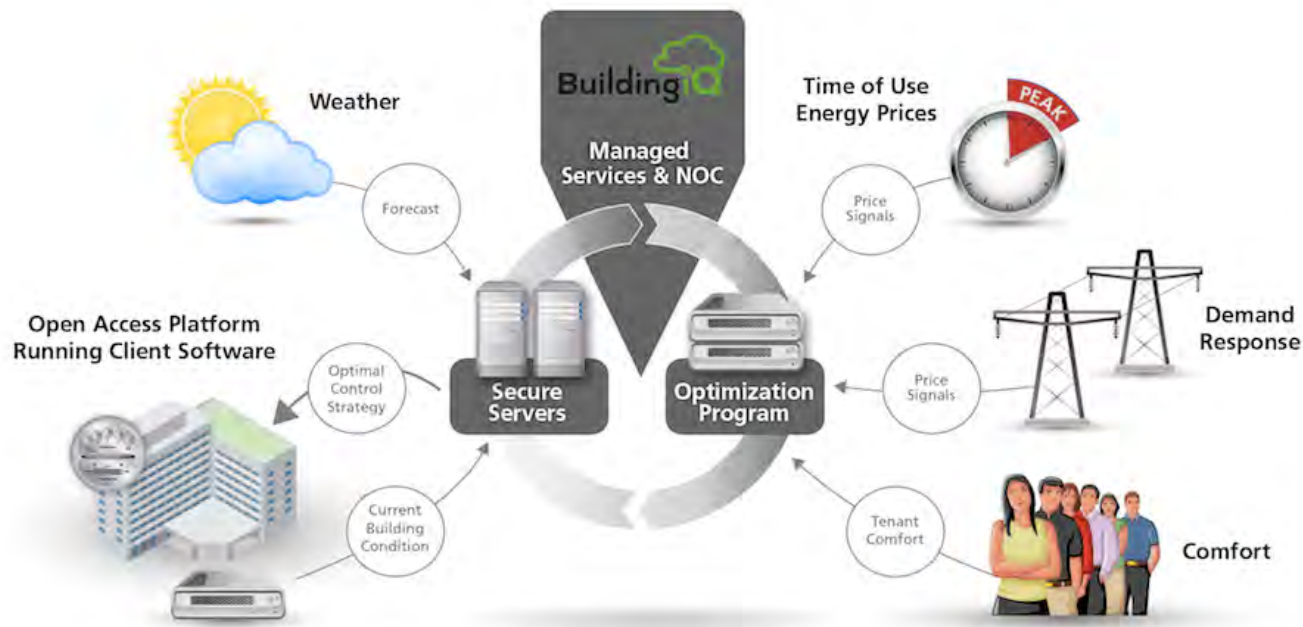 Building iQ
Managed
Services & NOC
Weather
Forecast
Time of Use
Energy Prices
PEAK
Price
Signals
Demand
Response
Price
Signals
Open Access Platform
Running Client Software
Optimal
Control
Strategy
Secure
Servers
Optimization
Program
Current
Building
Condition
Tenant
Comfort
Comfort